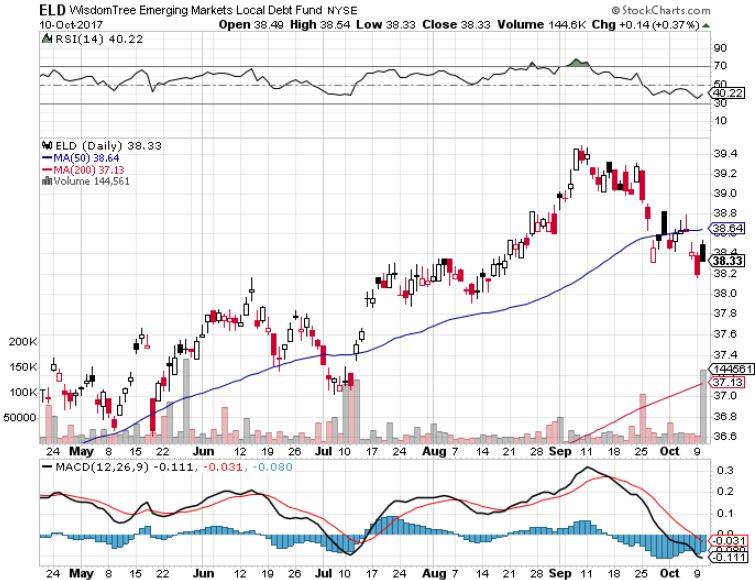 ELD WisdomTree Emerging Markets Local Debt Fund NYSE © StockCharts.com
10-Oct-2017 Open 38.49 High 38.54 Low 38.33 Close 38.33 Volume 144.6K Chg +0.14 (+0.37%)
RSI(14) 40.22
90
70
50
40.22
30
10
ELD (Daily) 38.33
MA(50) 38.64
MA(200) 37.13
Volume 144,561
39.4
39.2
39.0
38.8
38.64
38.6
38.4
38.33
38.2
38.0
37.8
37.6
37.4
200K
144561
150K
37.13
100K
37.0
50000
36.8
36.6
24 May 8 15 22 Jun 12 19 26 Jul 10 17 24 Aug 7 14 21 28 Sep 11 18 25 Oct 9
MACD(12,26,9) -0.111, -0.031, -0.080
0.3
0.2
0.1
0.0
-0.031
-0.080
-0.111
24 May 8 15 22 Jun 12 19 26 Jul 10 17 24 Aug 7 14 21 28 Sep 11 18 25 Oct 9